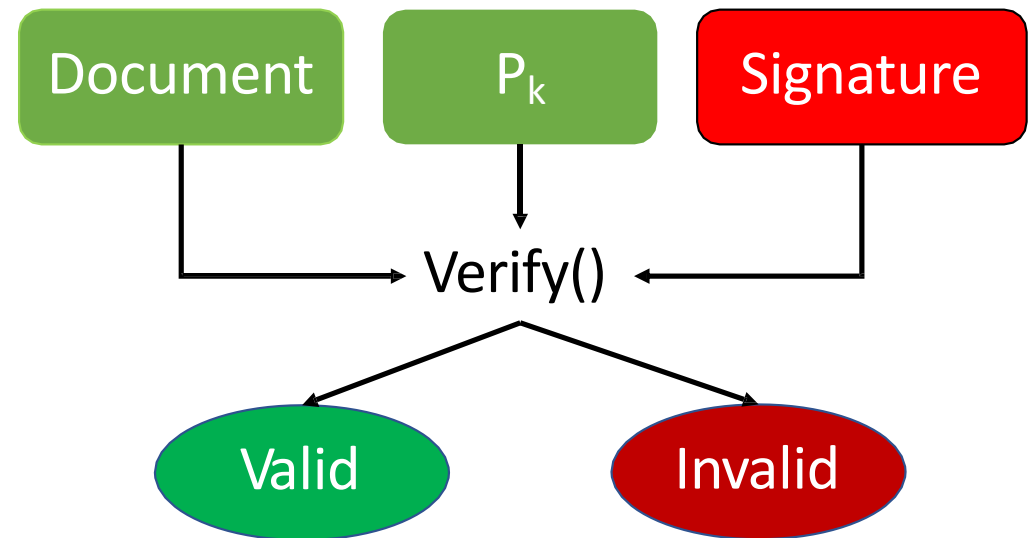 Document
Pₖ
Signature
Verify()
Valid
Invalid